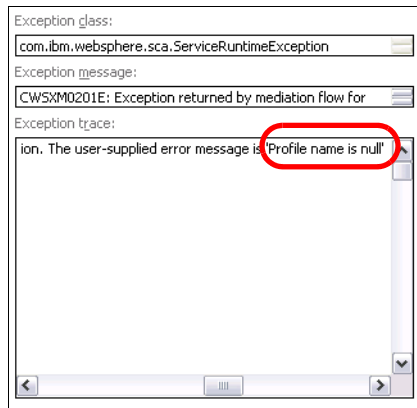 Exception class:
com.ibm.websphere.sca.ServiceRuntimeException
Exception message:
CWSXM0201E: Exception returned by mediation flow for
Exception trace:
ion. The user-supplied error message is 'Profile name is null'